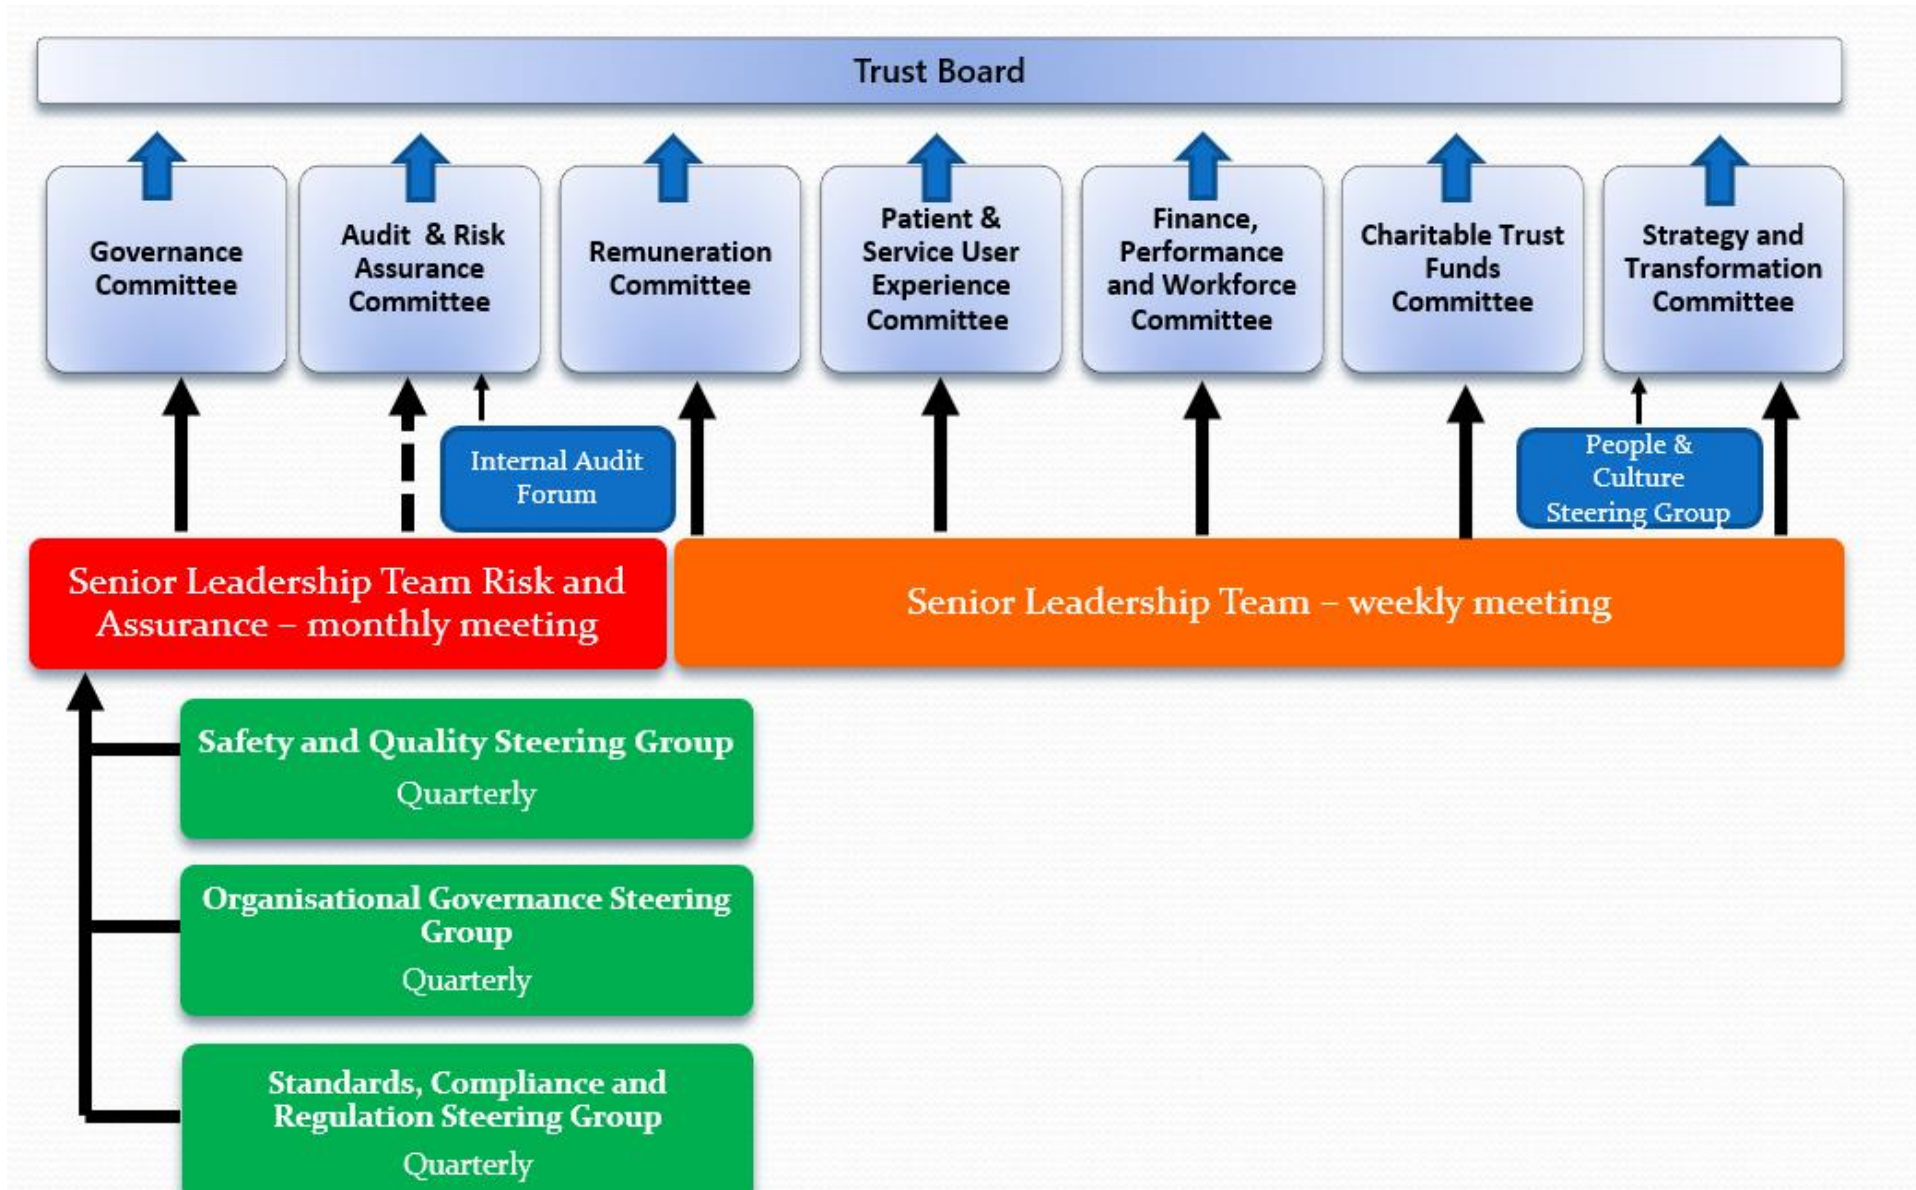 Trust Board
Governance
Committee
Audit & Risk
Assurance
Committee
Remuneration
Committee
Patient &
Service User
Experience
Committee
Finance,
Performance
and Workforce
Committee
Charitable Trust
Funds
Committee
Strategy and
Transformation
Committee
Internal Audit
Forum
People &
Culture
Steering Group
Senior Leadership Team Risk and
Assurance – monthly meeting
Senior Leadership Team – weekly meeting
Safety and Quality Steering Group
Quarterly
Organisational Governance Steering
Group
Quarterly
Standards, Compliance and
Regulation Steering Group
Quarterly